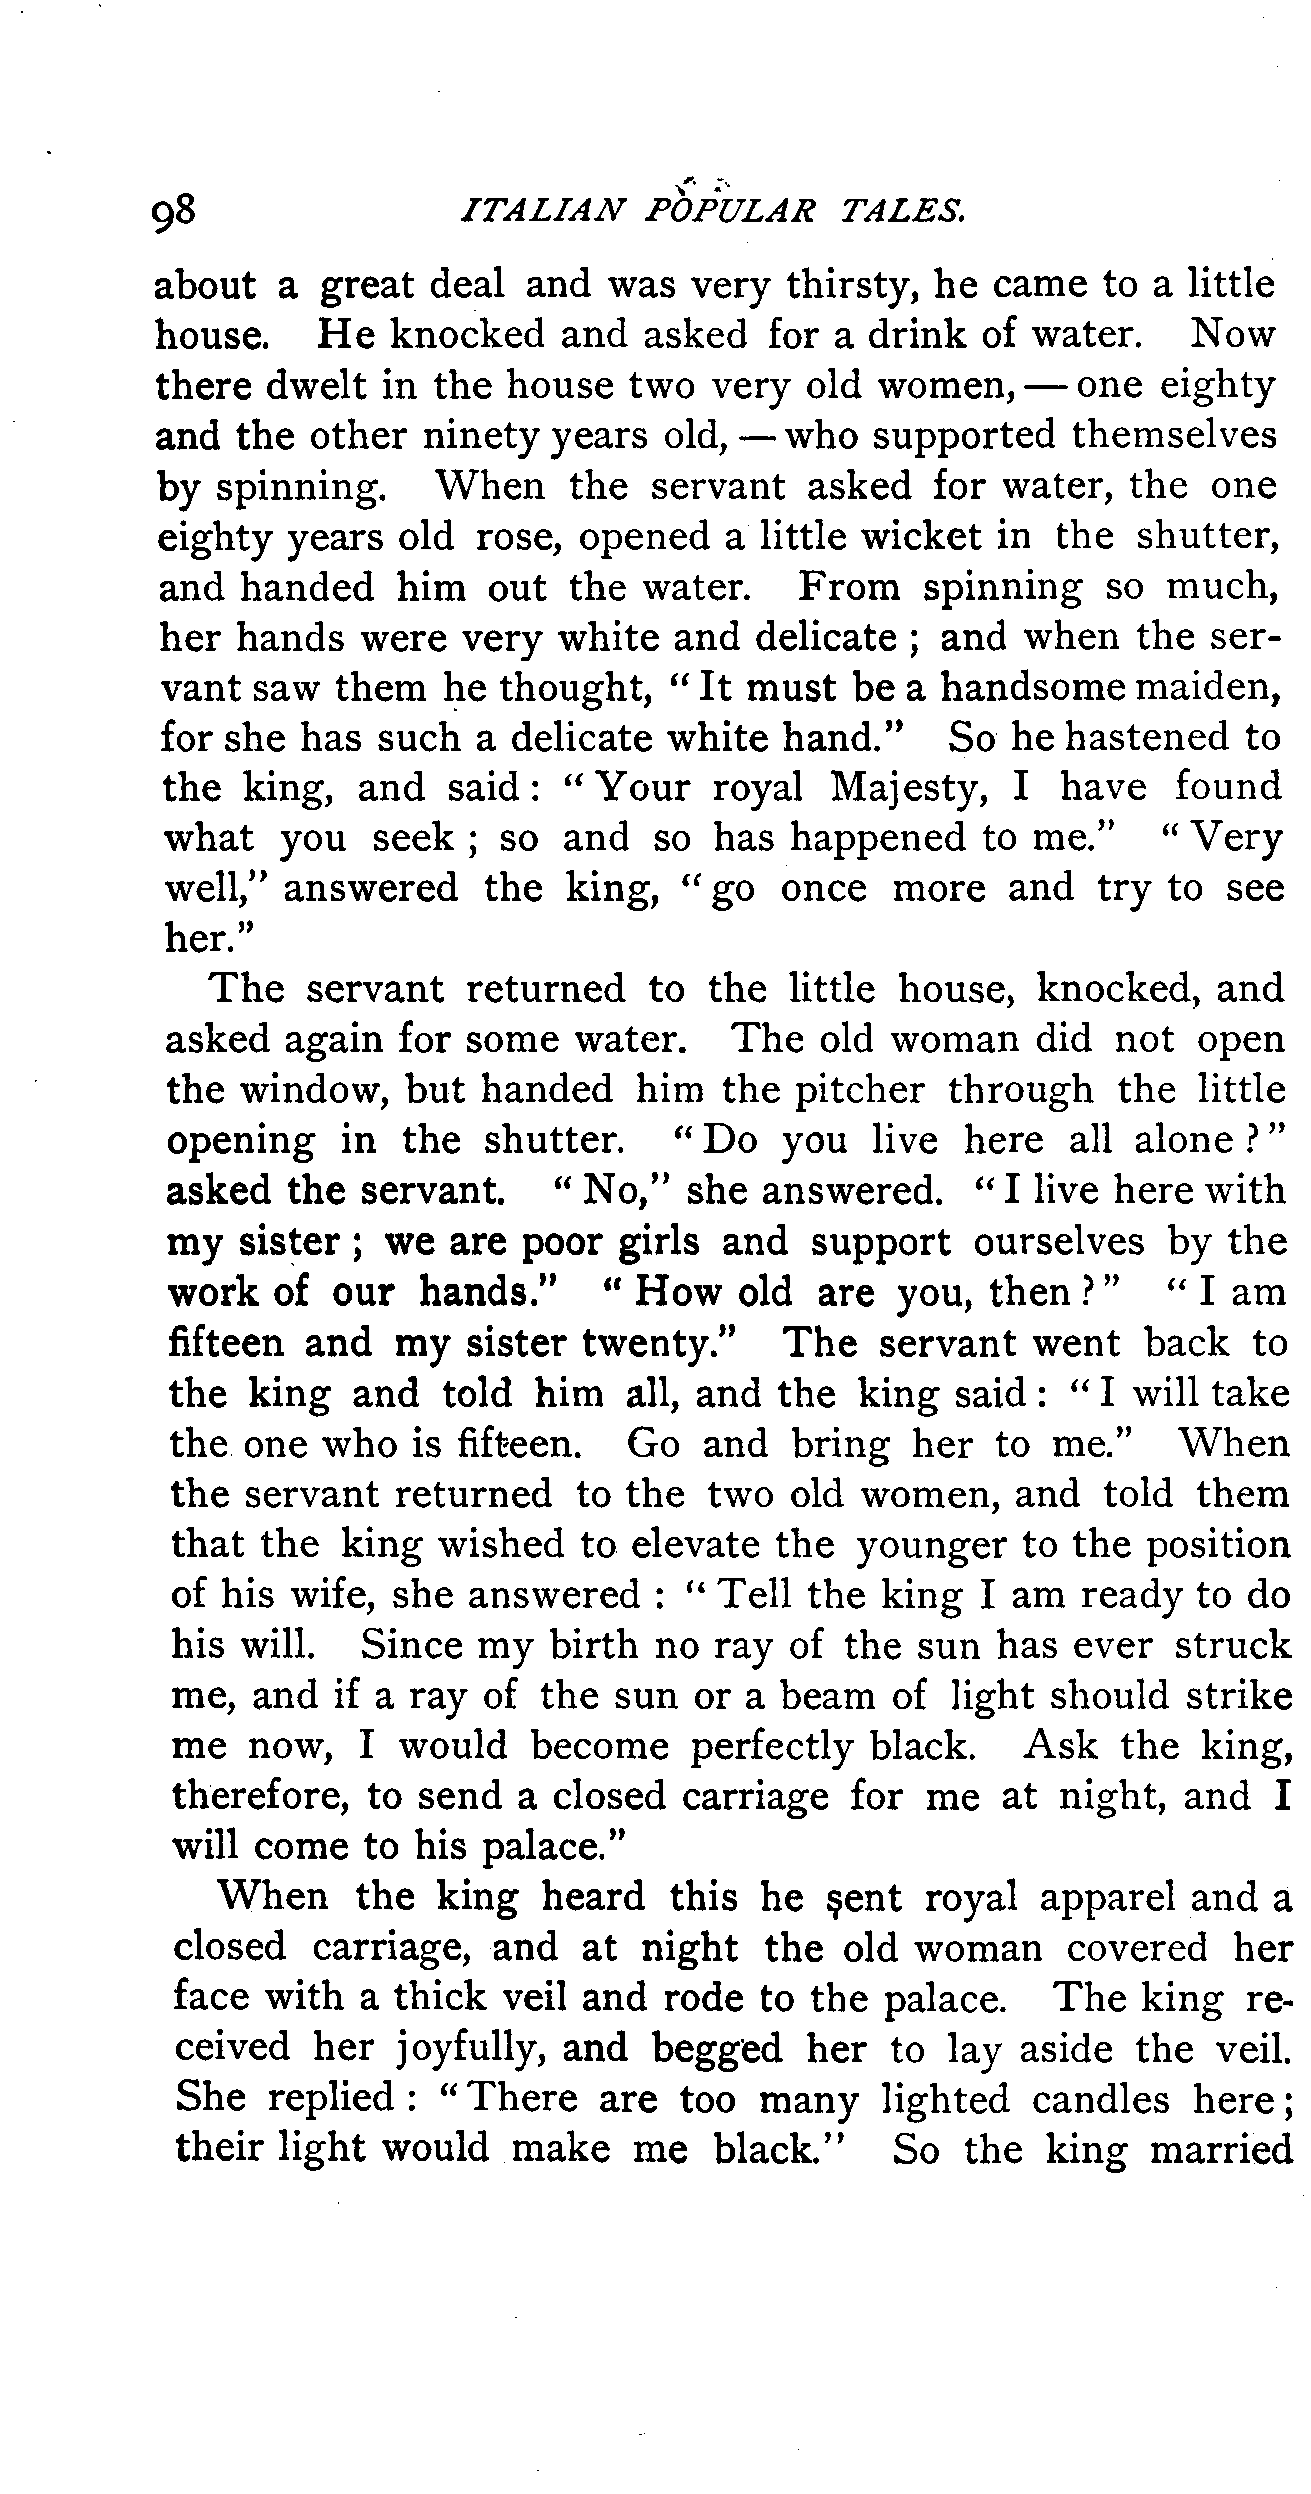 98 ITALIAN POPULAR TALES.
about a great deal and was very thirsty, he came to a little
house. He knocked and asked for a drink of water. Now
there dwelt in the house two very old women, — one eighty
and the other ninety years old, — who supported themselves
by spinning. When the servant asked for water, the one
eighty years old rose, opened a little wicket in the shutter,
and handed him out the water. From spinning so much,
her hands were very white and delicate ; and when the ser-
vant saw them he thought, “ It must be a handsome maiden,
for she has such a delicate white hand.” So he hastened to
the king, and said : “ Your royal Majesty, I have found
what you seek ; so and so has happened to me.” “ Very
well,” answered the king, “ go once more and try to see
her.”
The servant returned to the little house, knocked, and
asked again for some water. The old woman did not open
the window, but handed him the pitcher through the little
opening in the shutter. “ Do you live here all alone ? ”
asked the servant. “ No,” she answered. “ I live here with
my sister ; we are poor girls and support ourselves by the
work of our hands.” “ How old are you, then ? ” “ I am
fifteen and my sister twenty.” The servant went back to
the king and told him all, and the king said : “ I will take
the one who is fifteen. Go and bring her to me.” When
the servant returned to the two old women, and told them
that the king wished to elevate the younger to the position
of his wife, she answered : “ Tell the king I am ready to do
his will. Since my birth no ray of the sun has ever struck
me, and if a ray of the sun or a beam of light should strike
me now, I would become perfectly black. Ask the king,
therefore, to send a closed carriage for me at night, and I
will come to his palace.”
When the king heard this he sent royal apparel and a
closed carriage, and at night the old woman covered her
face with a thick veil and rode to the palace. The king re-
ceived her joyfully, and begged her to lay aside the veil.
She replied : “ There are too many lighted candles here ;
their light would make me black.” So the king married